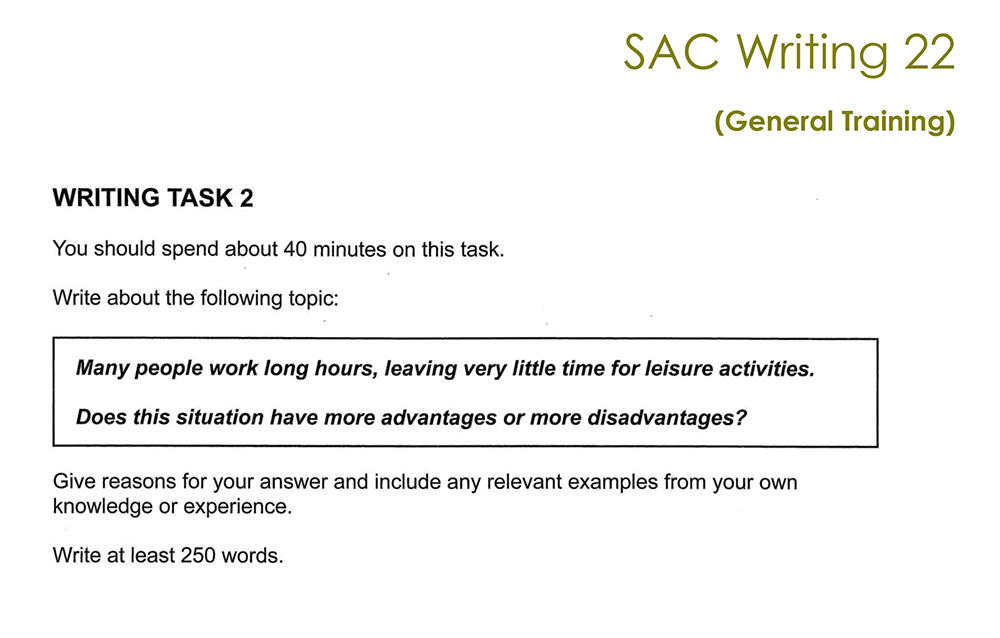 SAC Writing 22
(General Training)
WRITING TASK 2
You should spend about 40 minutes on this task.
Write about the following topic:
Many people work long hours, leaving very little time for leisure activities.
Does this situation have more advantages or more disadvantages?
Give reasons for your answer and include any relevant examples from your own
knowledge or experience.
Write at least 250 words.